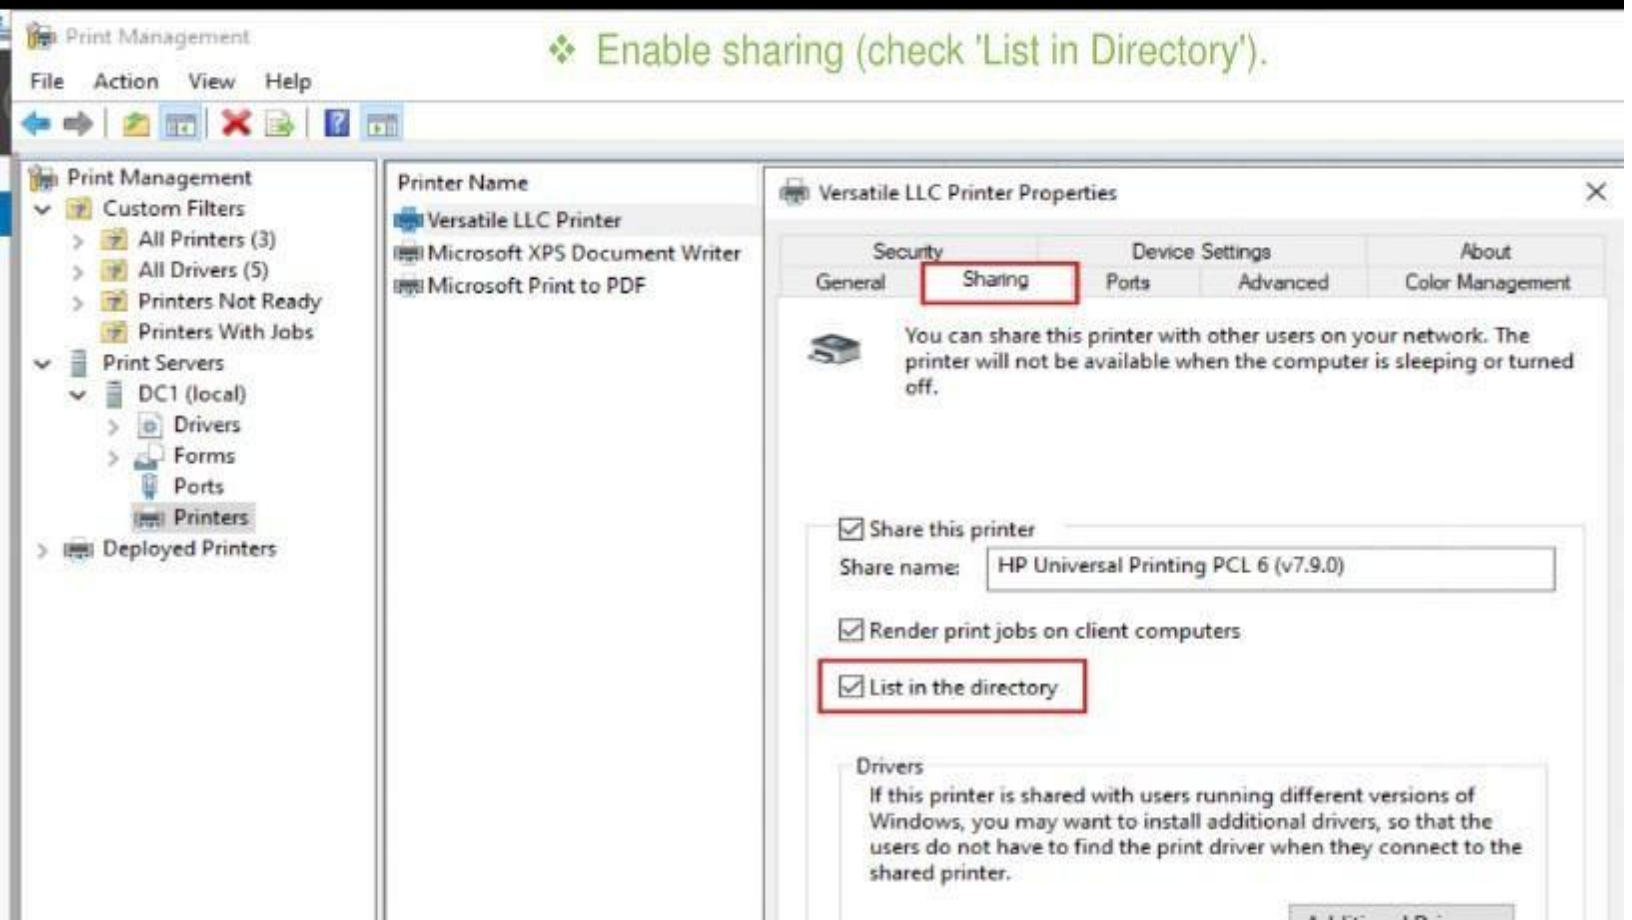 Print Management
❖ Enable sharing (check 'List in Directory').
File Action View Help
Print Management
Custom Filters
All Printers (3)
All Drivers (5)
Printers Not Ready
Printers With Jobs
Print Servers
DC1 (local)
Drivers
Forms
Ports
Printers
Deployed Printers
Printer Name
Versatile LLC Printer
Microsoft XPS Document Writer
Microsoft Print to PDF
Versatile LLC Printer Properties
Security Device Settings About
General Sharing Ports Advanced Color Management
You can share this printer with other users on your network. The
printer will not be available when the computer is sleeping or turned
off.
Share this printer
Share name: HP Universal Printing PCL 6 (v7.9.0)
Render print jobs on client computers
List in the directory
Drivers
If this printer is shared with users running different versions of
Windows, you may want to install additional drivers, so that the
users do not have to find the print driver when they connect to the
shared printer.